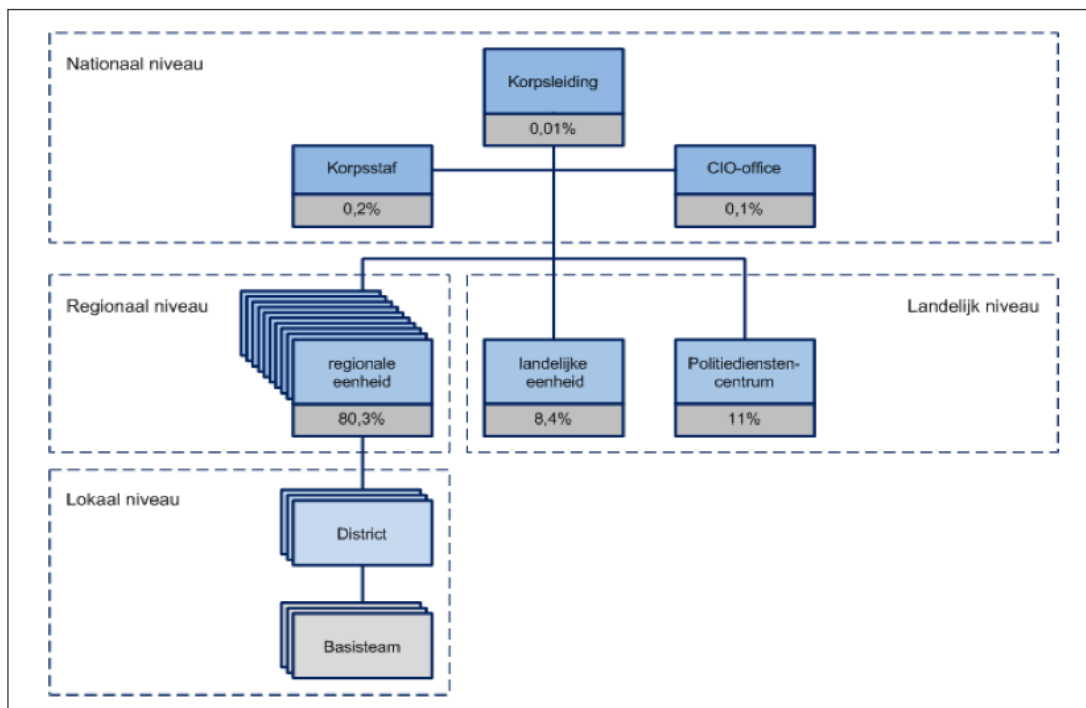 Nationaal niveau
Korpsleiding
0,01%
Korpsstaf
0,2%
CIO-office
0,1%
Regionaal niveau
regionale
eenheid
80,3%
Landelijk niveau
landelijke
eenheid
8,4%
Politiediensten-
centrum
11%
Lokaal niveau
District
Basisteam